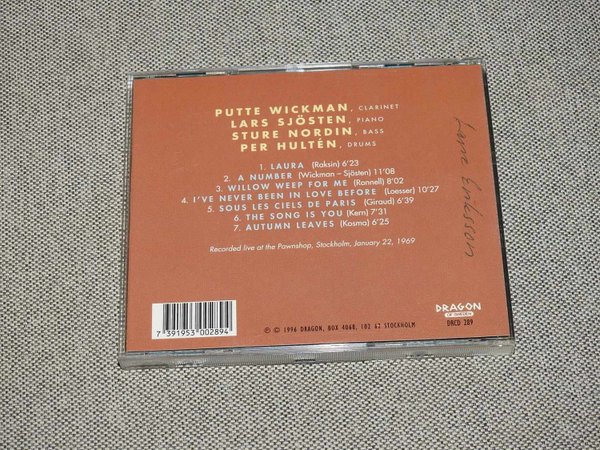 PUTTE WICKMAN, CLARINET
LARS SJÖSTEN, PIANO
STURE NORDIN, BASS
PER HULTÉN, DRUMS
1. LAURA (Raksin) 6'23
2. A NUMBER (Wickman – Sjösten) 11'08
3. WILLOW WEEP FOR ME (Ronnell) 8'02
4. I'VE NEVER BEEN IN LOVE BEFORE (Loesser) 10'27
5. SOUS LES CIELS DE PARIS (Giraud) 6'39
6. THE SONG IS YOU (Kern) 7'31
7. AUTUMN LEAVES (Kosma) 6'25
Recorded live at the Pawnshop, Stockholm, January 22, 1969
7 391953 002894
℗ © 1996 DRAGON, BOX 4068, 102 62 STOCKHOLM
DRAGON
OF SWEDEN
DRCD 289